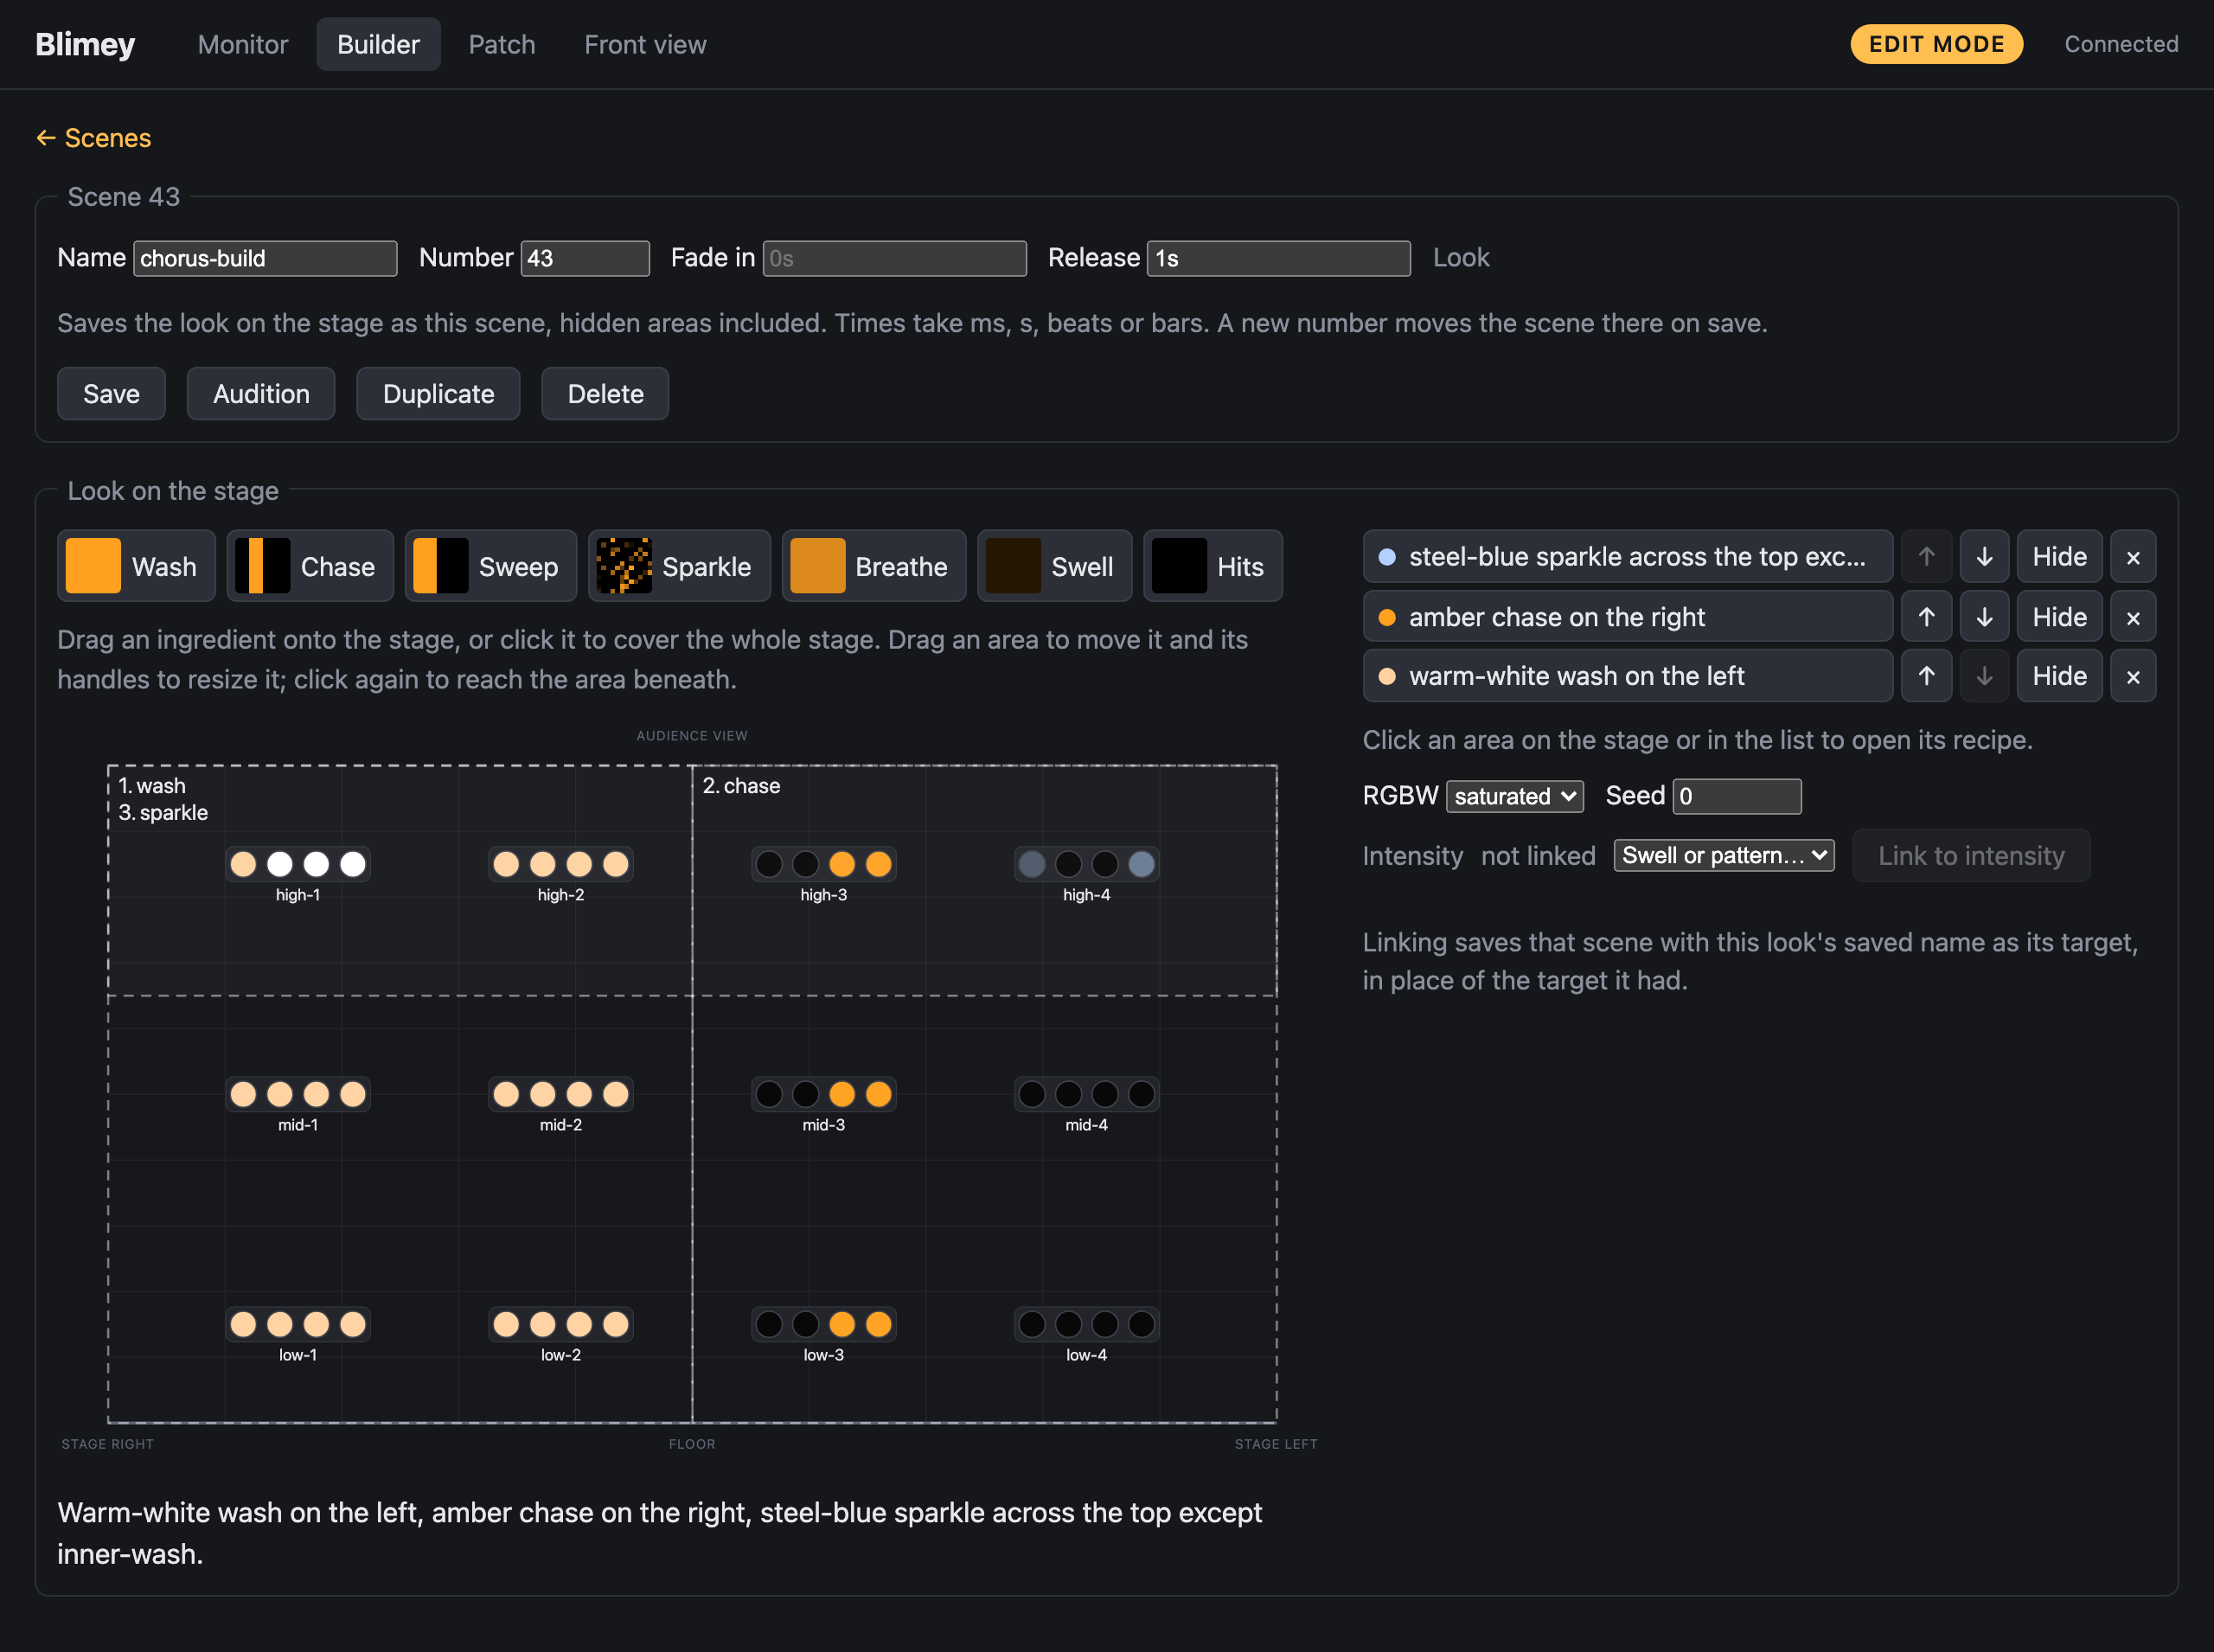 Blimey Monitor Builder Patch Front view EDIT MODE Connected
← Scenes
Scene 43
Name chorus-build Number 43 Fade in 0s Release 1s Look
Saves the look on the stage as this scene, hidden areas included. Times take ms, s, beats or bars. A new number moves the scene there on save.
Save Audition Duplicate Delete
Look on the stage
Wash Chase Sweep Sparkle Breathe Swell Hits
Drag an ingredient onto the stage, or click it to cover the whole stage. Drag an area to move it and its
handles to resize it; click again to reach the area beneath.
AUDIENCE VIEW
1. wash
3. sparkle
2. chase
high-1 high-2 high-3 high-4
mid-1 mid-2 mid-3 mid-4
low-1 low-2 low-3 low-4
STAGE RIGHT FLOOR STAGE LEFT
Warm-white wash on the left, amber chase on the right, steel-blue sparkle across the top except
inner-wash.
steel-blue sparkle across the top exc... ↑ ↓ Hide ×
amber chase on the right ↑ ↓ Hide ×
warm-white wash on the left ↑ ↓ Hide ×
Click an area on the stage or in the list to open its recipe.
RGBW saturated Seed 0
Intensity not linked Swell or pattern... Link to intensity
Linking saves that scene with this look's saved name as its target,
in place of the target it had.